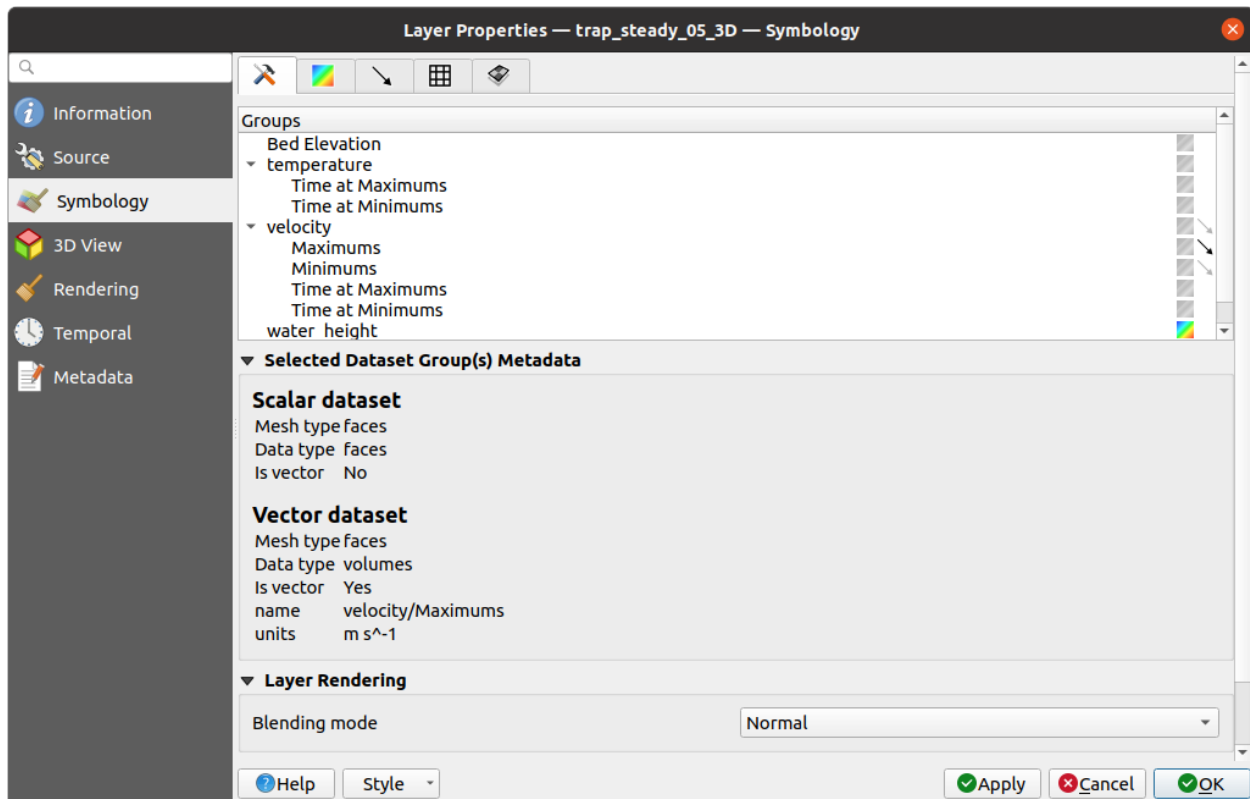 Layer Properties — trap_steady_05_3D — Symbology
Information
Source
Symbology
3D View
Rendering
Temporal
Metadata
Groups
Bed Elevation
temperature
Time at Maximums
Time at Minimums
velocity
Maximums
Minimums
Time at Maximums
Time at Minimums
water_height
Selected Dataset Group(s) Metadata
Scalar dataset
Mesh type faces
Data type faces
Is vector No
Vector dataset
Mesh type faces
Data type volumes
Is vector Yes
name velocity/Maximums
units m s^-1
Layer Rendering
Blending mode Normal
Help Style Apply Cancel OK